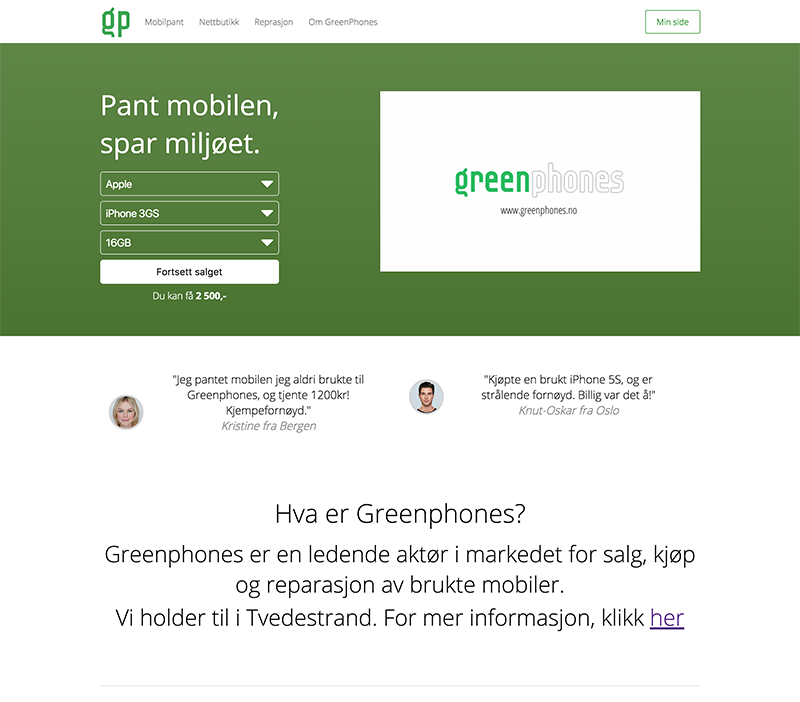 gp
Mobilpant
Nettbutikk
Reprasjon
Om GreenPhones
Min side
Pant mobilen,
spar miljøet.
Apple
iPhone 3GS
16GB
Fortsett salget
Du kan få 2 500,-
greenphones
www.greenphones.no
"Jeg pantet mobilen jeg aldri brukte til
Greenphones, og tjente 1200kr!
Kjempefornøyd."
Kristine fra Bergen
"Kjøpte en brukt iPhone 5S, og er
strålende fornøyd. Billig var det å!"
Knut-Oskar fra Oslo
Hva er Greenphones?
Greenphones er en ledende aktør i markedet for salg, kjøp
og reparasjon av brukte mobiler.
Vi holder til i Tvedestrand. For mer informasjon, klikk her